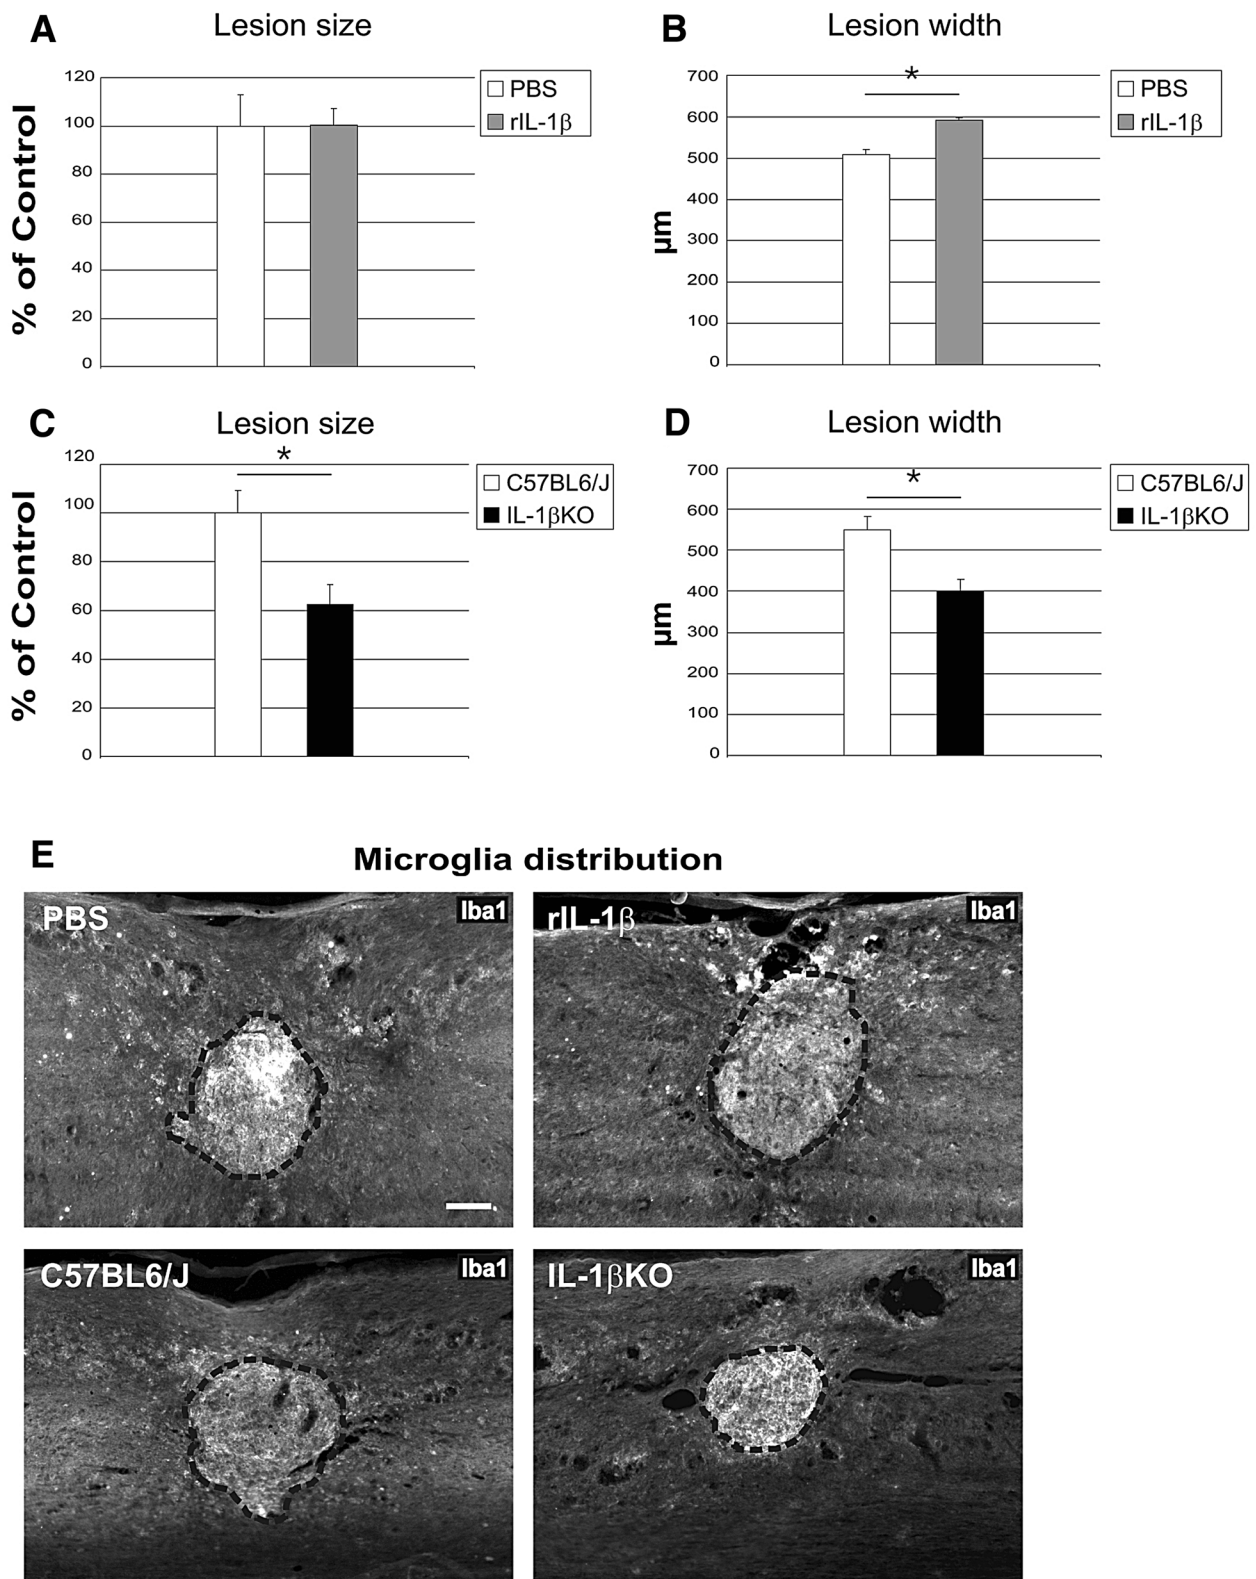 A
Lesion size
% of Control
120
100
80
60
40
20
0
PBS
rIL-1β
B
Lesion width
*
µm
700
600
500
400
300
200
100
0
PBS
rIL-1β
C
Lesion size
*
% of Control
120
100
80
60
40
20
0
C57BL6/J
IL-1βKO
D
Lesion width
*
µm
700
600
500
400
300
200
100
0
C57BL6/J
IL-1βKO
E
Microglia distribution
PBS
Iba1
rIL-1β
Iba1
C57BL6/J
Iba1
IL-1βKO
Iba1